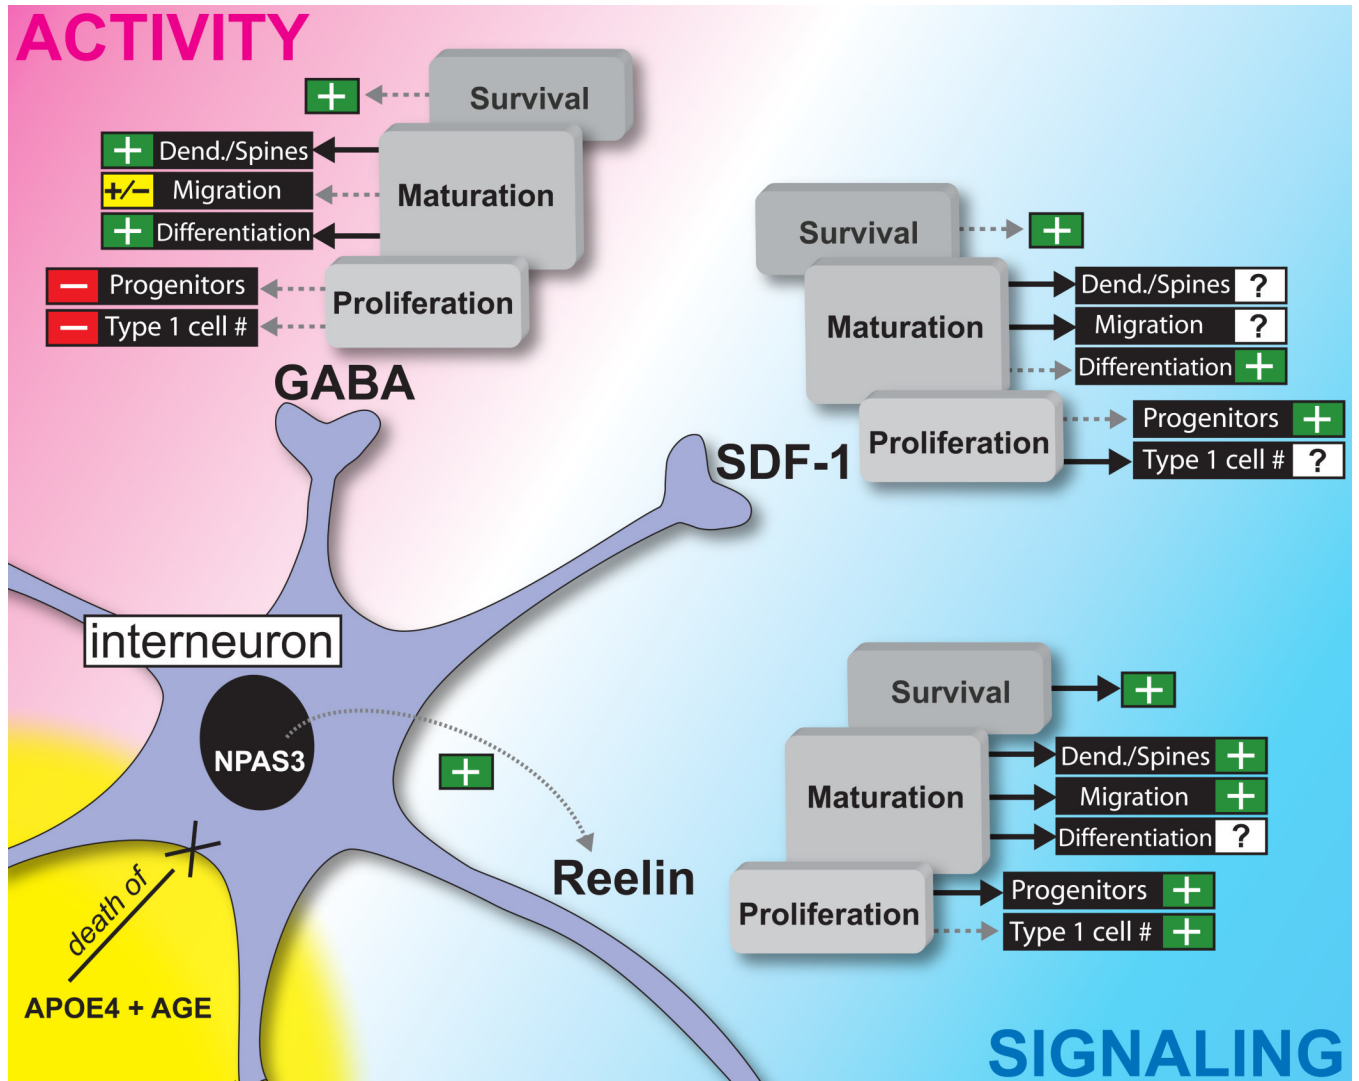 ACTIVITY
+
Survival
+ Dend./Spines
+/− Migration
+ Differentiation
Maturation
− Progenitors
− Type 1 cell #
Proliferation
GABA
Survival
+
Maturation
Dend./Spines ?
Migration ?
Differentiation +
Proliferation
Progenitors +
Type 1 cell # ?
SDF-1
interneuron
NPAS3
+
Reelin
Survival
+
Maturation
Dend./Spines +
Migration +
Differentiation ?
Proliferation
Progenitors +
Type 1 cell # +
death of
APOE4 + AGE
SIGNALING